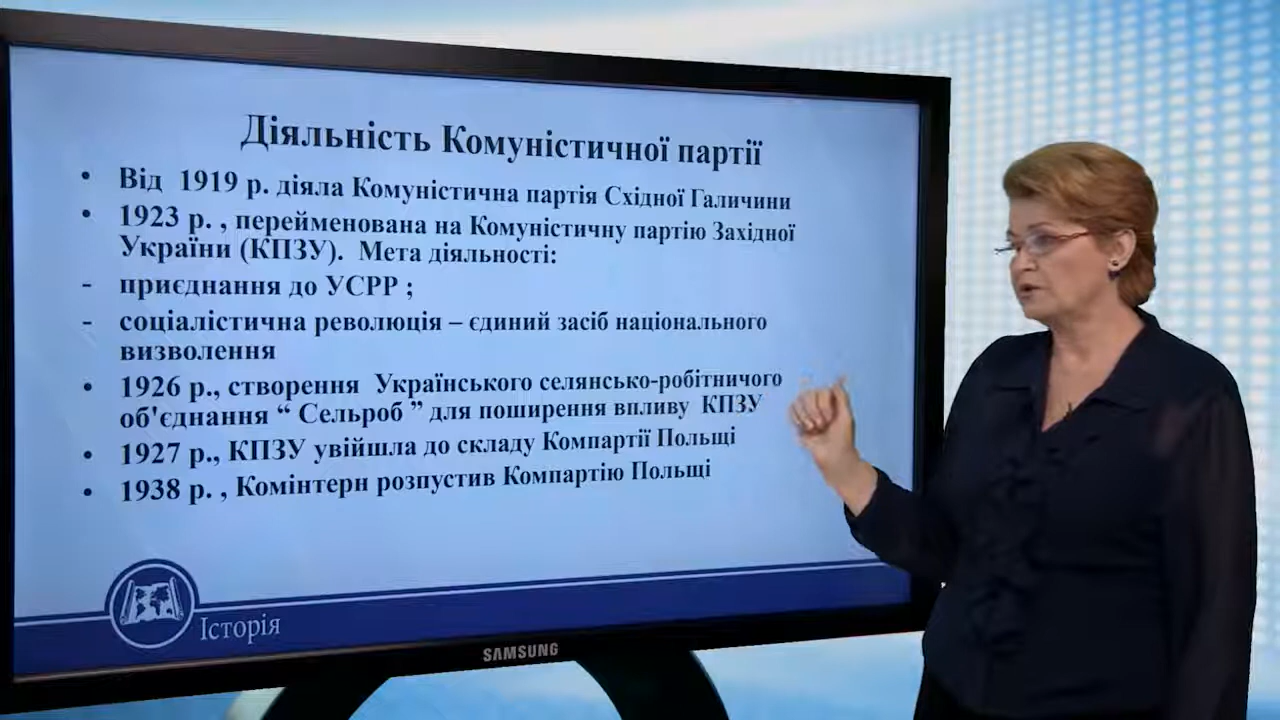 Діяльність Комуністичної партії
• Від 1919 р. діяла Комуністична партія Східної Галичини
• 1923 р. , перейменована на Комуністичну партію Західної
України (КПЗУ). Мета діяльності:
- приєднання до УСРР ;
- соціалістична революція – єдиний засіб національного
визволення
• 1926 р., створення Українського селянсько-робітничого
об'єднання “ Сельроб ” для поширення впливу КПЗУ
• 1927 р., КПЗУ увійшла до складу Компартії Польщі
• 1938 р. , Комінтерн розпустив Компартію Польщі
Історія
SAMSUNG